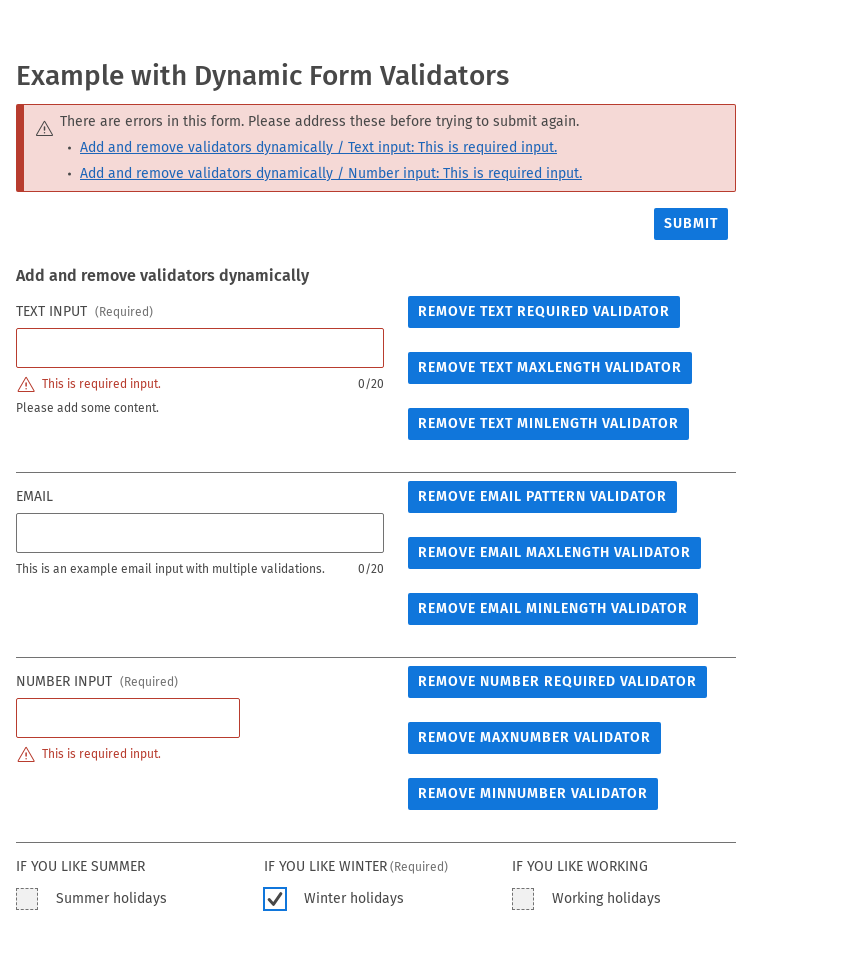 Example with Dynamic Form Validators
There are errors in this form. Please address these before trying to submit again.
• Add and remove validators dynamically / Text input: This is required input.
• Add and remove validators dynamically / Number input: This is required input.
SUBMIT
Add and remove validators dynamically
TEXT INPUT (Required)
This is required input. 0/20
Please add some content.
REMOVE TEXT REQUIRED VALIDATOR
REMOVE TEXT MAXLENGTH VALIDATOR
REMOVE TEXT MINLENGTH VALIDATOR
EMAIL
This is an example email input with multiple validations. 0/20
REMOVE EMAIL PATTERN VALIDATOR
REMOVE EMAIL MAXLENGTH VALIDATOR
REMOVE EMAIL MINLENGTH VALIDATOR
NUMBER INPUT (Required)
This is required input.
REMOVE NUMBER REQUIRED VALIDATOR
REMOVE MAXNUMBER VALIDATOR
REMOVE MINNUMBER VALIDATOR
IF YOU LIKE SUMMER
Summer holidays
IF YOU LIKE WINTER (Required)
Winter holidays
IF YOU LIKE WORKING
Working holidays